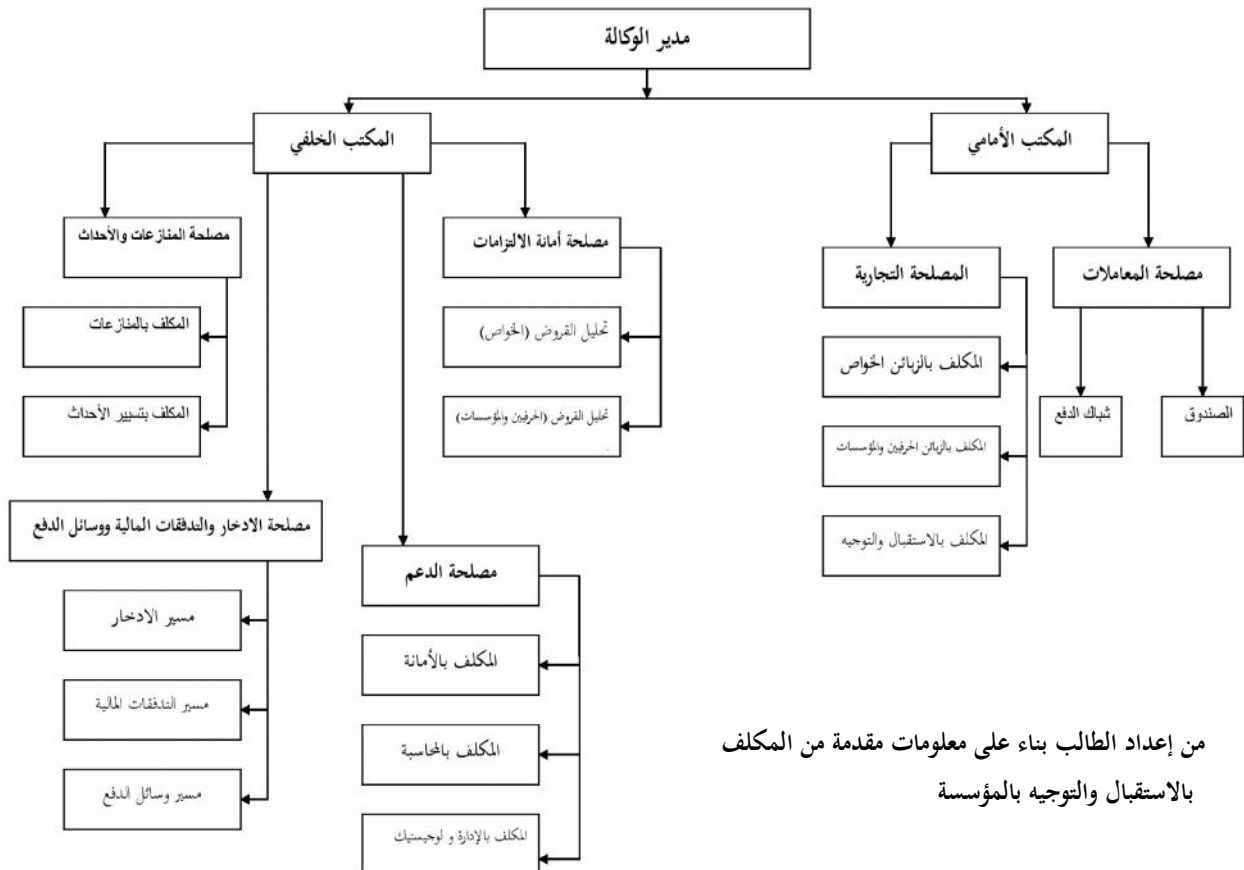 مدير الوكالة
المكتب الأمامي
المكتب الخلفي
مصلحة المعاملات
الصندوق
شباك الدفع
المصلحة التجارية
المكلف بالزبائن الخواص
المكلف بالزبائن الحرفيين والمؤسسات
المكلف بالاستقبال والتوجيه
مصلحة أمانة الالتزامات
تحليل القروض (الخواص)
تحليل القروض (الحرفيين والمؤسسات)
مصلحة المنازعات والأحداث
المكلف بالمنازعات
المكلف بتسيير الأحداث
مصلحة الدعم
المكلف بالأمانة
المكلف بالمحاسبة
المكلف بالإدارة و لوجيستيك
مصلحة الادخار والتدفقات المالية ووسائل الدفع
مسير الادخار
مسير التدفقات المالية
مسير وسائل الدفع
من إعداد الطالب بناء على معلومات مقدمة من المكلف
بالاستقبال والتوجيه بالمؤسسة